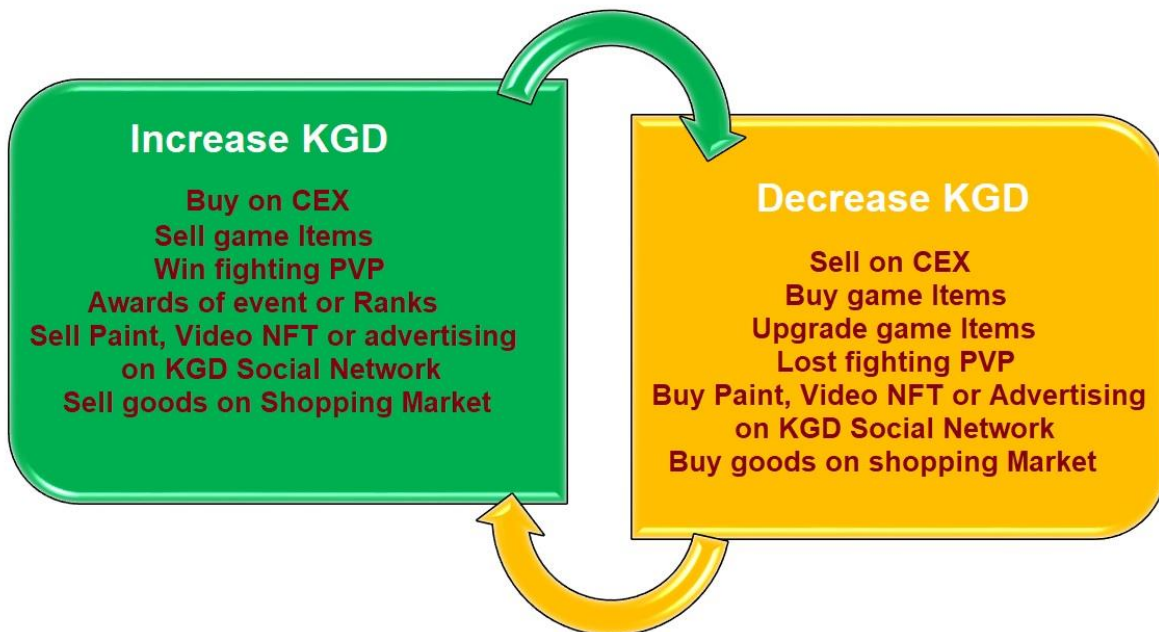 Increase KGD
Buy on CEX
Sell game Items
Win fighting PVP
Awards of event or Ranks
Sell Paint, Video NFT or advertising
on KGD Social Network
Sell goods on Shopping Market
Decrease KGD
Sell on CEX
Buy game Items
Upgrade game Items
Lost fighting PVP
Buy Paint, Video NFT or Advertising
on KGD Social Network
Buy goods on shopping Market